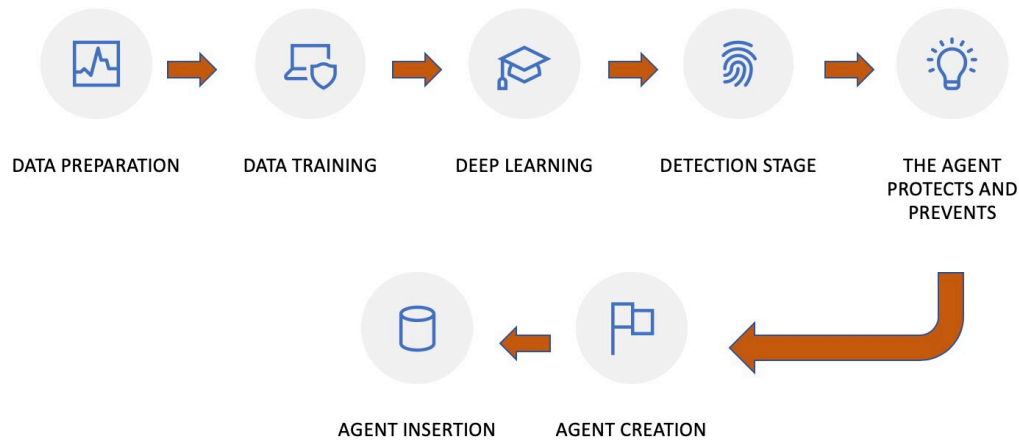 DATA PREPARATION
DATA TRAINING
DEEP LEARNING
DETECTION STAGE
THE AGENT
PROTECTS AND
PREVENTS
AGENT INSERTION
AGENT CREATION